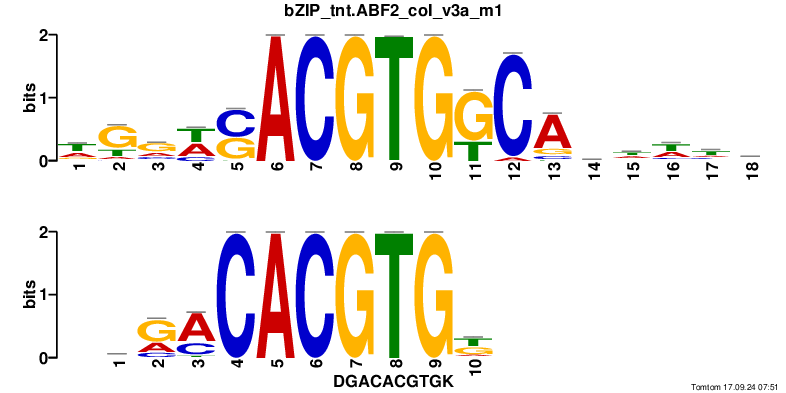 bZIP_tnt.ABF2_col_v3a_m1
2
1
0
bits
T A G
G T A
G A C
T A C
C G
A
C
G
T
G
G T
C A
A G C
T A
T A C
T A
1 2 3 4 5 6 7 8 9 10 11 12 13 14 15 16 17 18
2
1
0
bits
G A C
A C T
C
A
C
G
T
G
T G A
1 2 3 4 5 6 7 8 9 10
DGACACGTGK
Tomtom 17.09.24 07:51